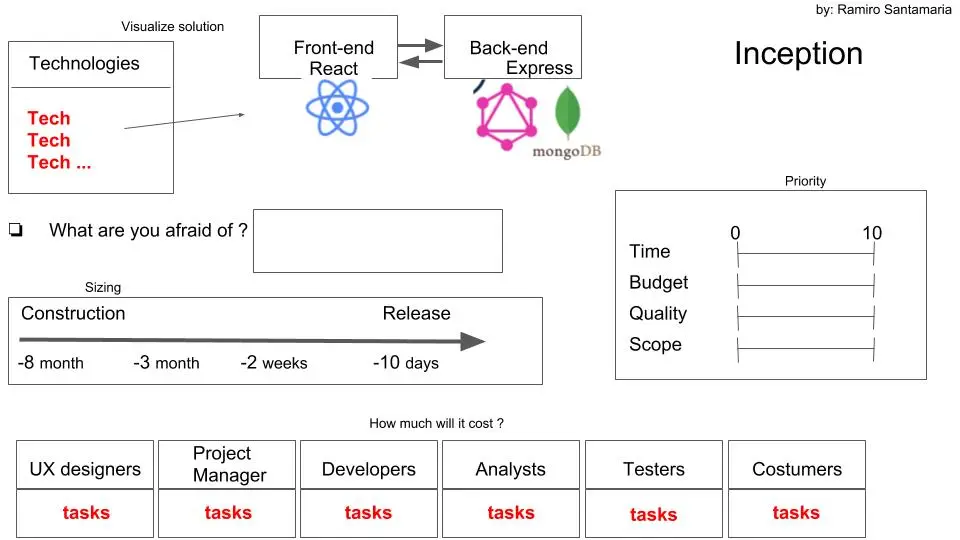 by: Ramiro Santamaria
Visualize solution
Inception
Technologies
Tech
Tech
Tech ...
Front-end
React
Back-end
Express
mongoDB
Priority
0 10
Time
Budget
Quality
Scope
❏ What are you afraid of ?
Sizing
Construction Release
-8 month -3 month -2 weeks -10 days
How much will it cost ?
UX designers
Project
Manager
Developers
Analysts
Testers
Costumers
tasks tasks tasks tasks tasks tasks